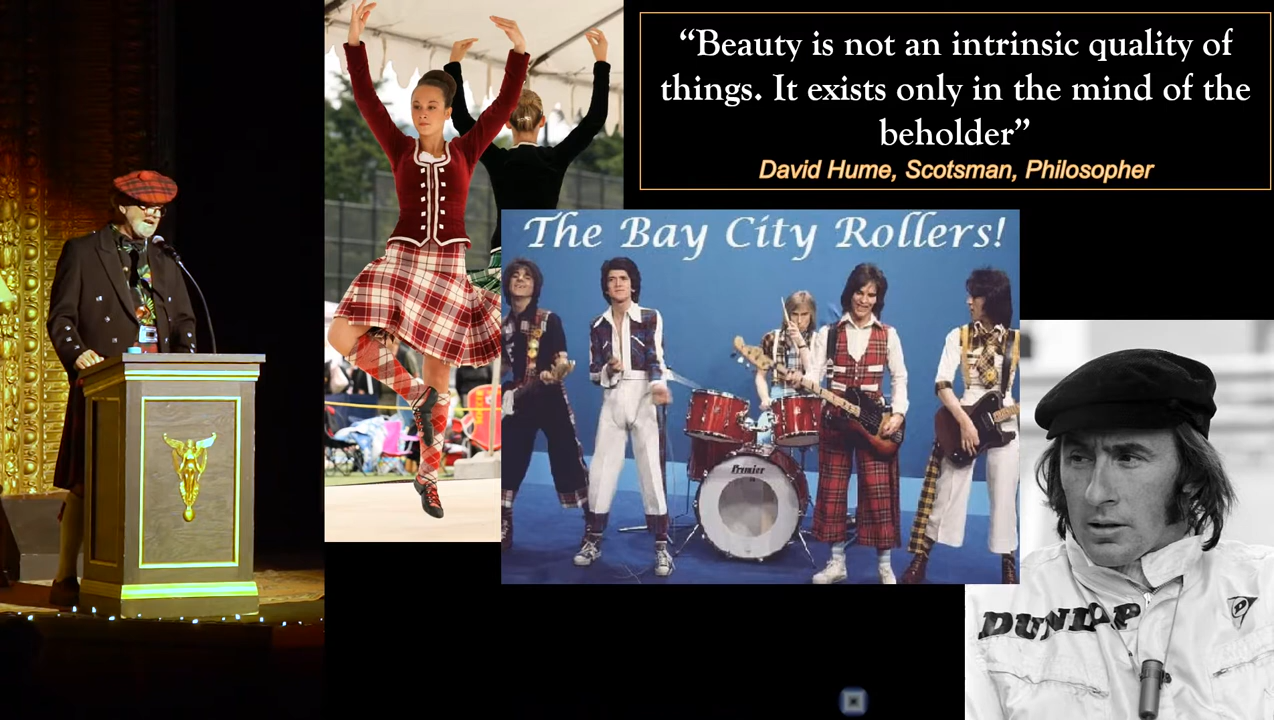 “Beauty is not an intrinsic quality of
things. It exists only in the mind of the
beholder”
David Hume, Scotsman, Philosopher
The Bay City Rollers!
Premier
DUNLOP